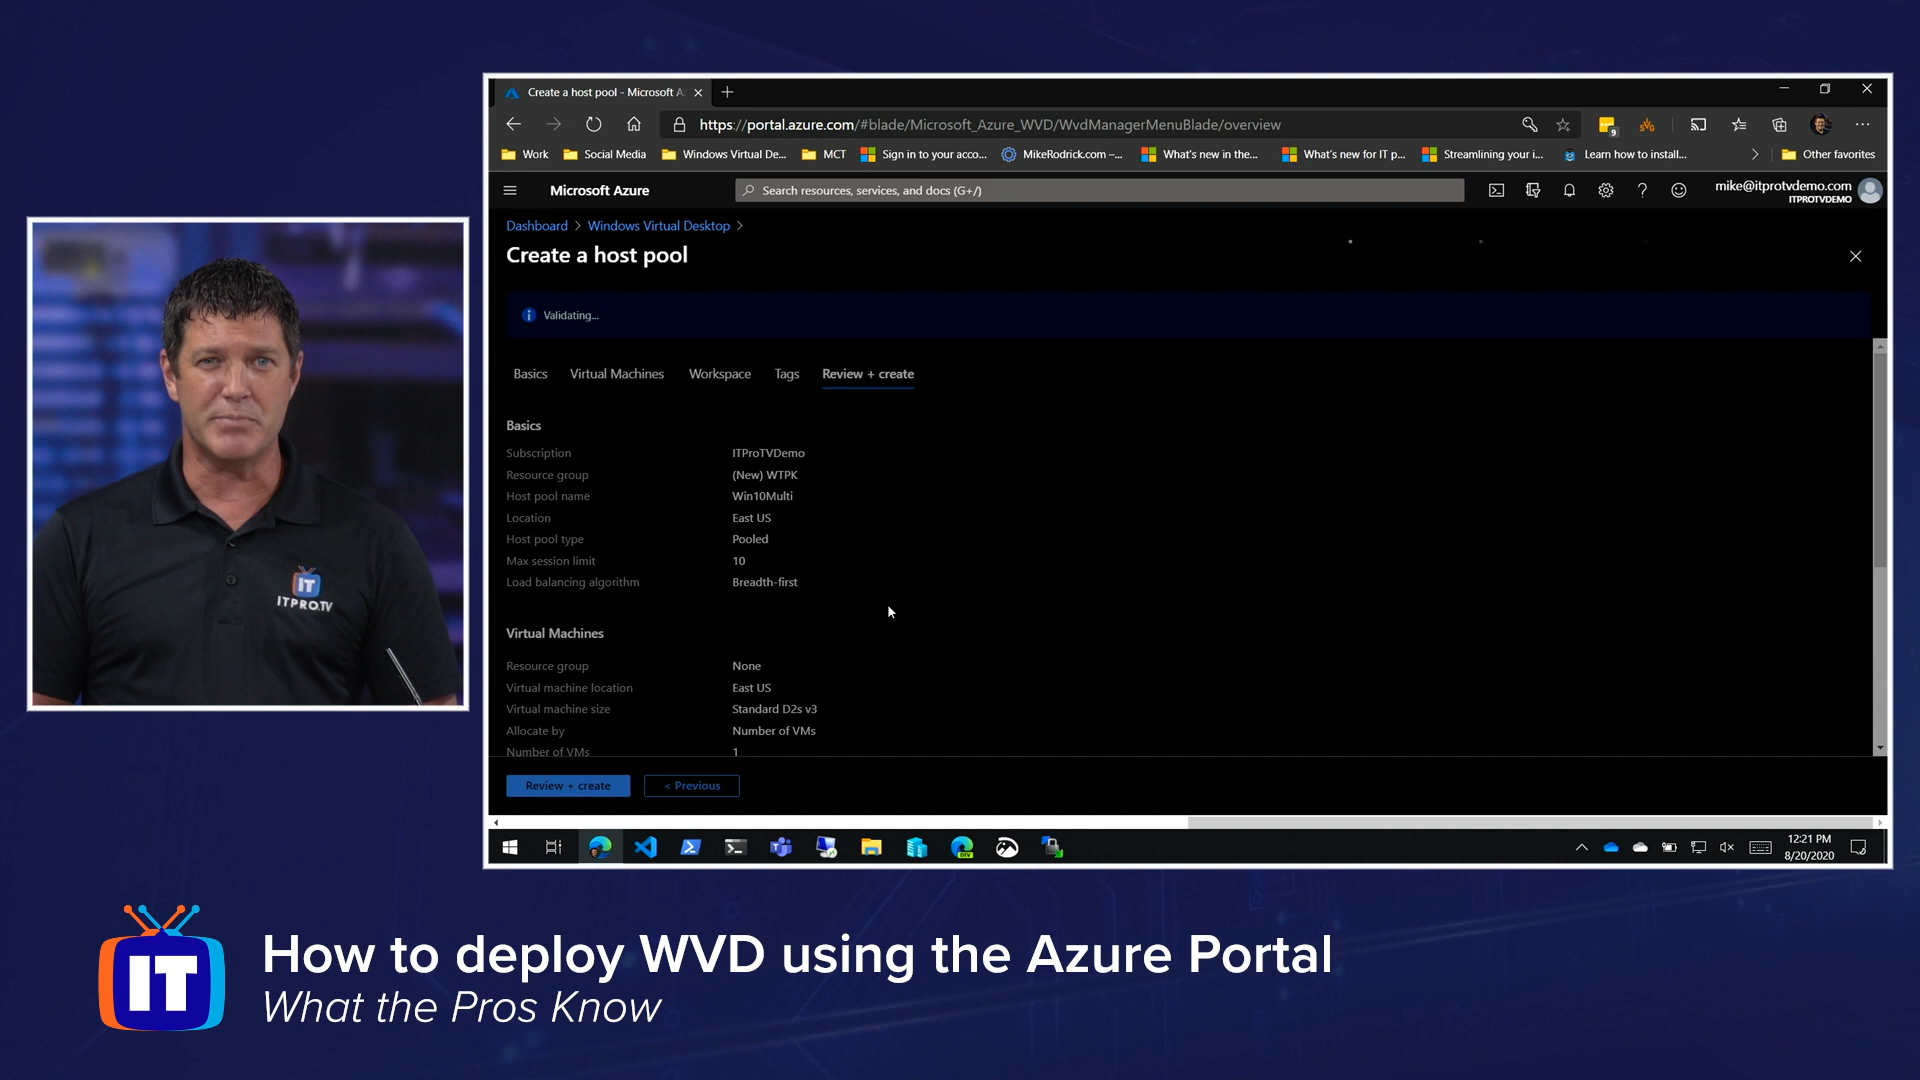 Create a host pool - Microsoft A
https://portal.azure.com/#blade/Microsoft_Azure_WVD/WvdManagerMenuBlade/overview
9
SVG
Work
Social Media
Windows Virtual De...
MCT
Sign in to your acco...
MikeRodrick.com –...
What's new in the...
What's new for IT p...
Streamlining your i...
Learn how to install...
Other favorites
Microsoft Azure
Search resources, services, and docs (G+/)
mike@itprotvdemo.com
ITPROTVDEMO
Dashboard > Windows Virtual Desktop >
Create a host pool
Validating...
Basics Virtual Machines Workspace Tags Review + create
Basics
Subscription ITProTVDemo
Resource group (New) WTPK
Host pool name Win10Multi
Location East US
Host pool type Pooled
Max session limit 10
Load balancing algorithm Breadth-first
Virtual Machines
Resource group None
Virtual machine location East US
Virtual machine size Standard D2s v3
Allocate by Number of VMs
Number of VMs 1
Review + create
< Previous
DEV
12:21 PM
8/20/2020
IT
ITPRO.TV
IT
How to deploy WVD using the Azure Portal
What the Pros Know